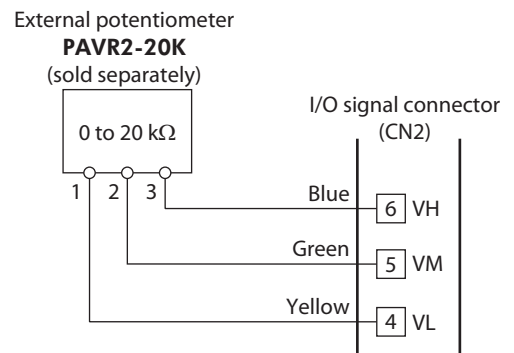 External potentiometer
PAVR2-20K
(sold separately)
0 to 20 kΩ
1 2 3
I/O signal connector
(CN2)
Blue 6 VH
Green 5 VM
Yellow 4 VL